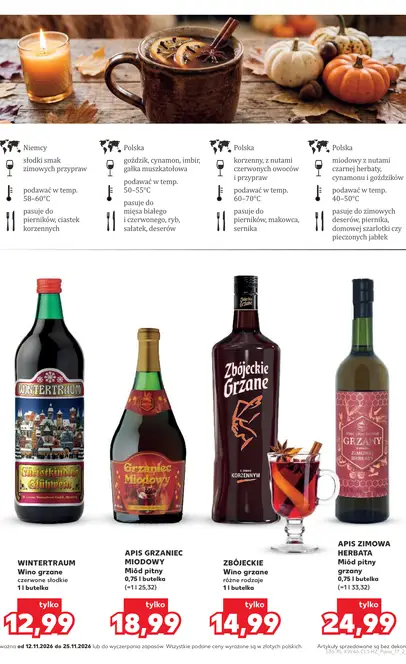 Niemcy
słodki smak
zimowych przypraw
podawać w temp.
58–60°C
pasuje do
pierników, ciastek
korzennych
Polska
goździk, cynamon, imbir,
gałka muszkatołowa
podawać w temp.
50–55°C
pasuje do
mięsa białego
i czerwonego, ryb,
sałatek, deserów
Polska
korzenny, z nutami
czerwonych owoców
i przypraw
podawać w temp.
60–70°C
pasuje do
pierników, makowca,
sernika
Polska
miodowy z nutami
czarnej herbaty,
cynamonu i goździków
podawać w temp.
40–50°C
pasuje do zimowych
deserów, piernika,
domowej szarlotki czy
pieczonych jabłek
WINTERTRAUM
Grzaniec
Miodowy
Zbójeckie
Grzane
KORZENNYM
GRZANY
WINTERTRAUM
Wino grzane
czerwone słodkie
1 l butelka
tylko
12,99
APIS GRZANIEC
MIODOWY
Miód pitny
0,75 l butelka
(=1 l 25,32)
tylko
18,99
ZBÓJECKIE
Wino grzane
różne rodzaje
1 l butelka
tylko
14,99
APIS ZIMOWA
HERBATA
Miód pitny
grzany
0,75 l butelka
(=1 l 33,32)
tylko
24,99
ważna od 12.11.2026 do 25.11.2026 lub do wyczerpania zapasów. Wszystkie podane ceny wyrażone są w złotych polskich.
Artykuły sprzedawane są bez dekoracji